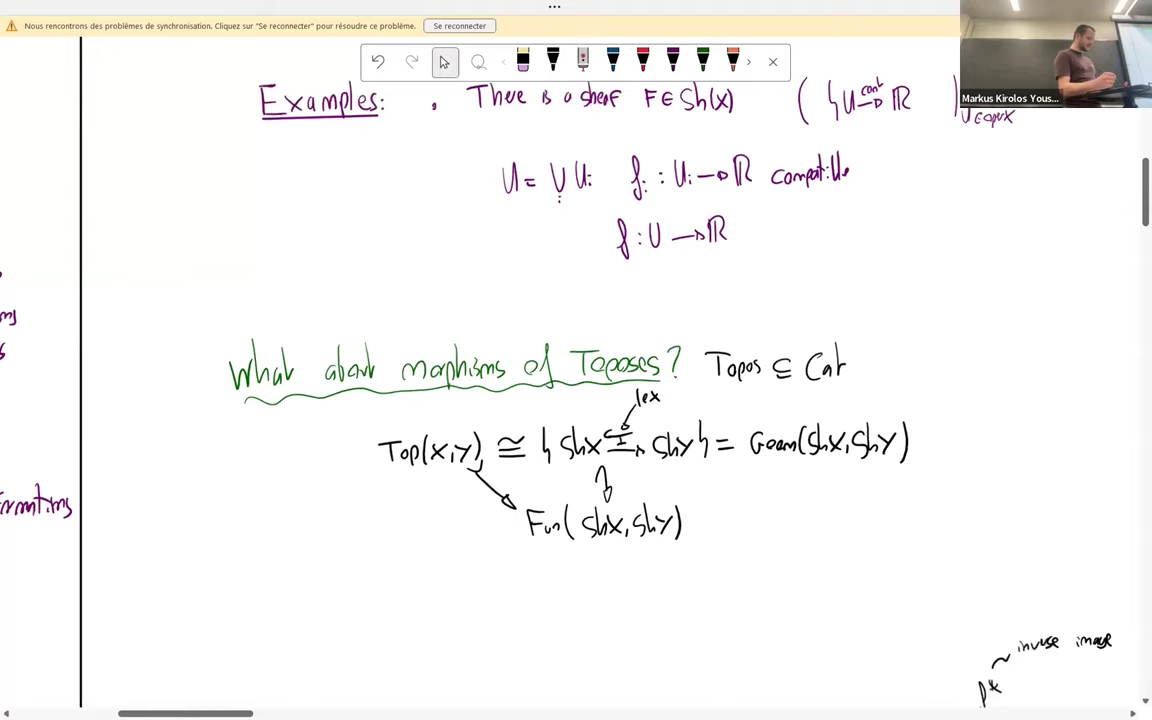 Nous rencontrons des problèmes de synchronisation. Cliquez sur "Se reconnecter" pour résoudre ce problème. Se reconnecter
Markus Kirolos Yous...
Examples: . There is a sheaf F ∈ Sh(X) ( { U cont→ ℝ )U∈OpenX
U = ∪ Ui fi : Ui → ℝ compatible
i
f : U → ℝ
What about morphisms of Toposes? Topos ⊆ Cat
lex
Top(X,Y) ≅ { ShX ⊥ ShY } = Geom(ShX, ShY)
Fun( ShX, ShY)
inverse image
p*